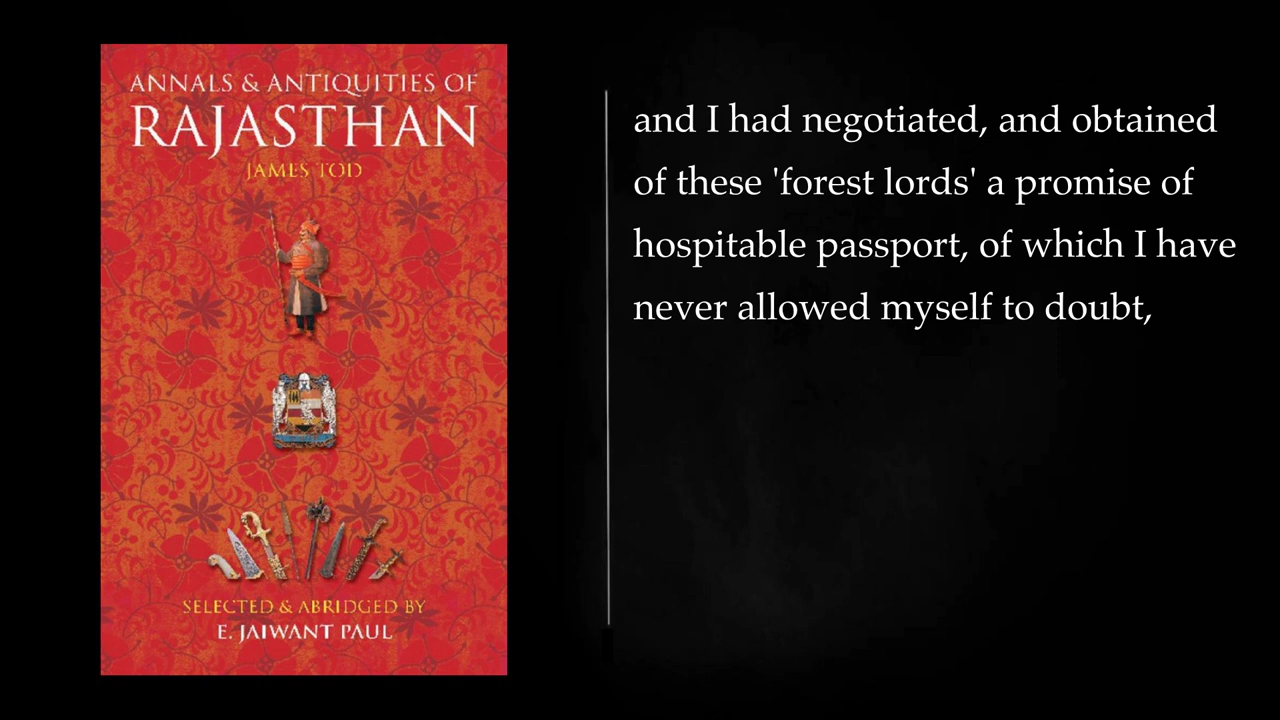 ANNALS & ANTIQUITIES OF
RAJASTHAN
JAMES TOD
SELECTED & ABRIDGED BY
E. JAIWANT PAUL
and I had negotiated, and obtained
of these 'forest lords' a promise of
hospitable passport, of which I have
never allowed myself to doubt,